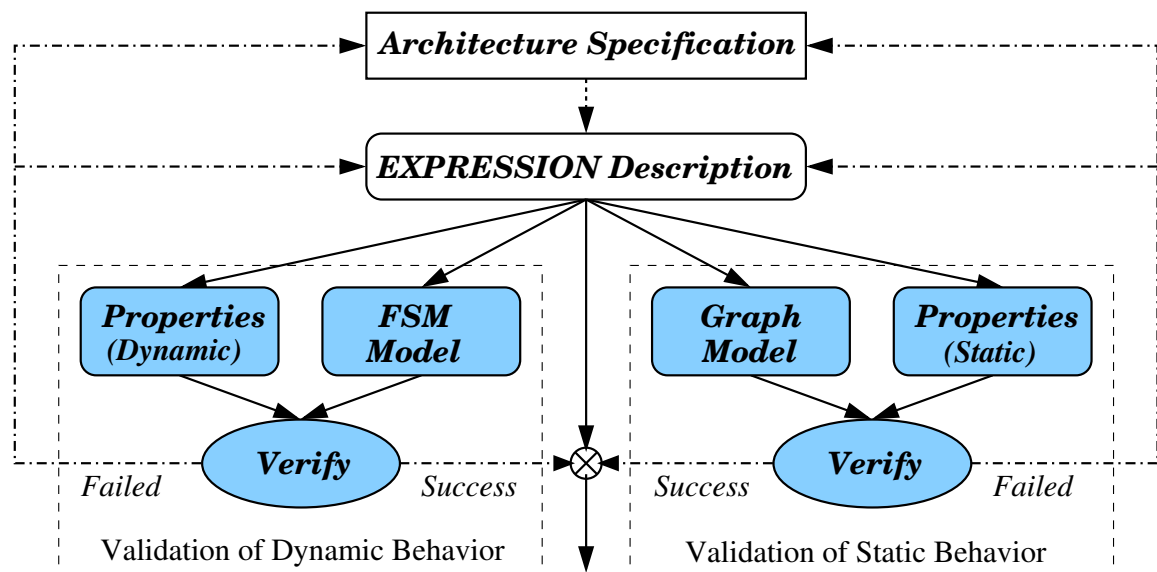 Architecture Specification
EXPRESSION Description
Properties
(Dynamic)
FSM
Model
Graph
Model
Properties
(Static)
Verify
Verify
Failed
Success
Success
Failed
Validation of Dynamic Behavior
Validation of Static Behavior